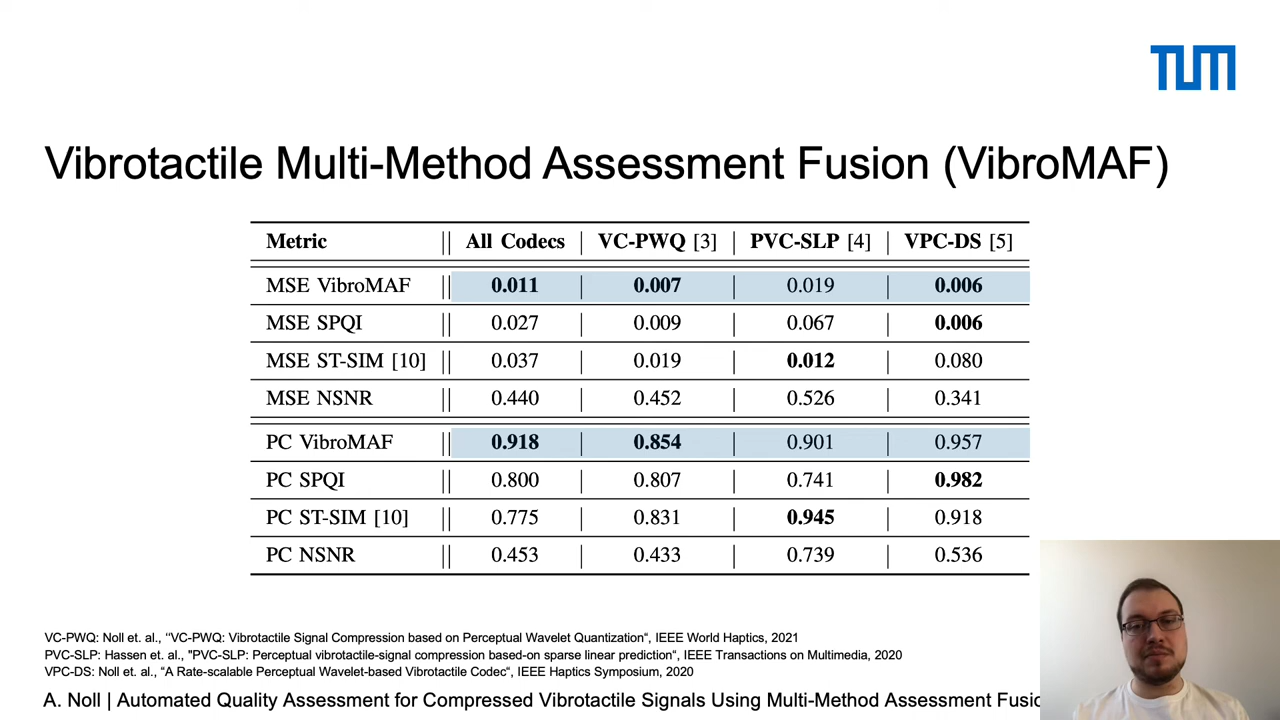 TUM
Vibrotactile Multi-Method Assessment Fusion (VibroMAF)
Metric || All Codecs | VC-PWQ [3] | PVC-SLP [4] | VPC-DS [5]
MSE VibroMAF || 0.011 | 0.007 | 0.019 | 0.006
MSE SPQI || 0.027 | 0.009 | 0.067 | 0.006
MSE ST-SIM [10] || 0.037 | 0.019 | 0.012 | 0.080
MSE NSNR || 0.440 | 0.452 | 0.526 | 0.341
PC VibroMAF || 0.918 | 0.854 | 0.901 | 0.957
PC SPQI || 0.800 | 0.807 | 0.741 | 0.982
PC ST-SIM [10] || 0.775 | 0.831 | 0.945 | 0.918
PC NSNR || 0.453 | 0.433 | 0.739 | 0.536
VC-PWQ: Noll et. al., "VC-PWQ: Vibrotactile Signal Compression based on Perceptual Wavelet Quantization“, IEEE World Haptics, 2021
PVC-SLP: Hassen et. al., "PVC-SLP: Perceptual vibrotactile-signal compression based-on sparse linear prediction“, IEEE Transactions on Multimedia, 2020
VPC-DS: Noll et. al., “A Rate-scalable Perceptual Wavelet-based Vibrotactile Codec“, IEEE Haptics Symposium, 2020
A. Noll | Automated Quality Assessment for Compressed Vibrotactile Signals Using Multi-Method Assessment Fusio